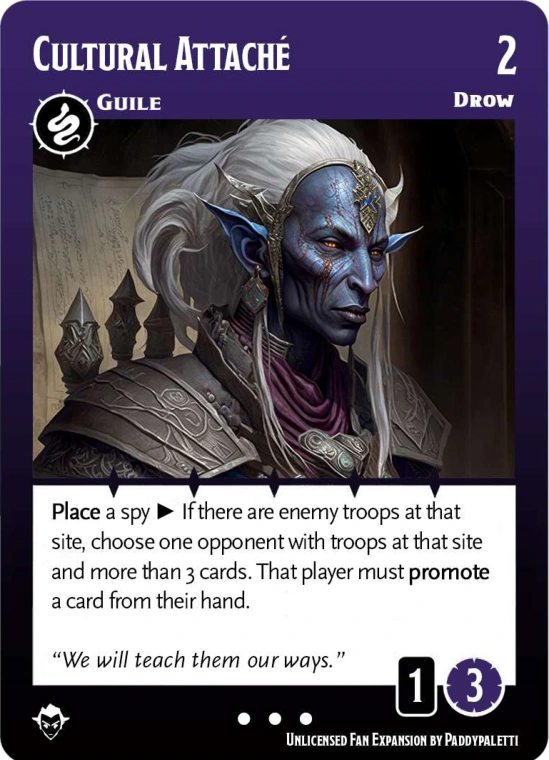 CULTURAL ATTACHÉ
2
GUILE
DROW
Place a spy ► If there are enemy troops at that
site, choose one opponent with troops at that site
and more than 3 cards. That player must promote
a card from their hand.
“We will teach them our ways.”
1
3
UNLICENSED FAN EXPANSION BY PADDYPALETTI